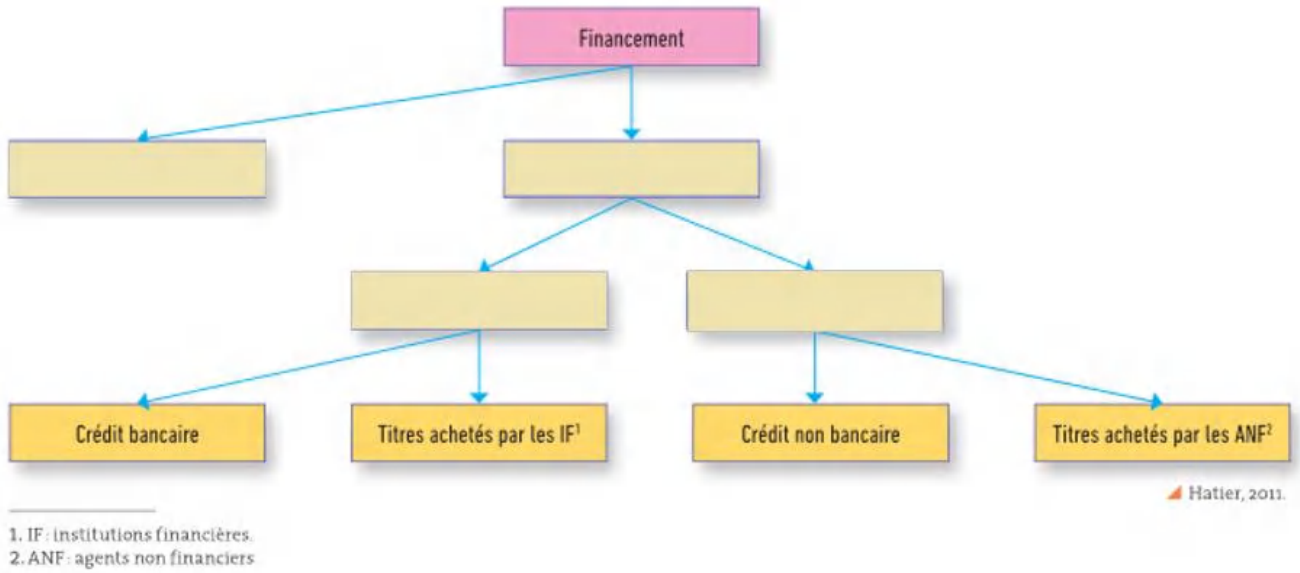 Financement
Crédit bancaire
Titres achetés par les IF¹
Crédit non bancaire
Titres achetés par les ANF²
Hatier, 2011.
1. IF : institutions financières.
2. ANF : agents non financiers